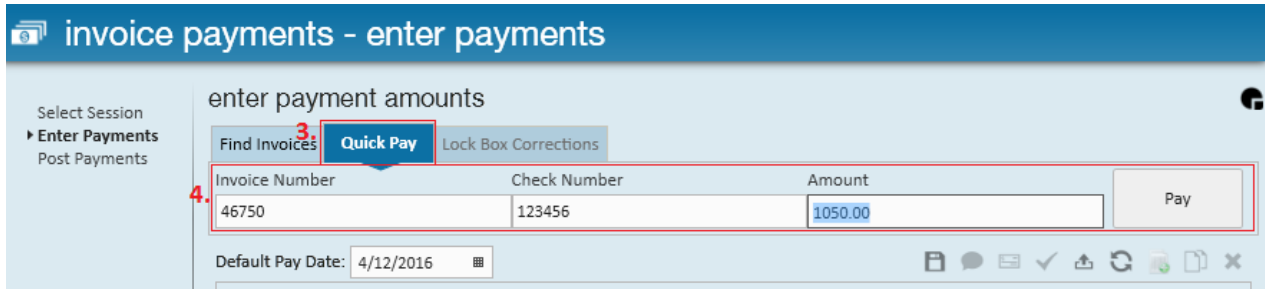 invoice payments - enter payments
Select Session
Enter Payments
Post Payments
enter payment amounts
3.
Find Invoices Quick Pay Lock Box Corrections
4.
Invoice Number Check Number Amount
46750 123456 1050.00 Pay
Default Pay Date: 4/12/2016